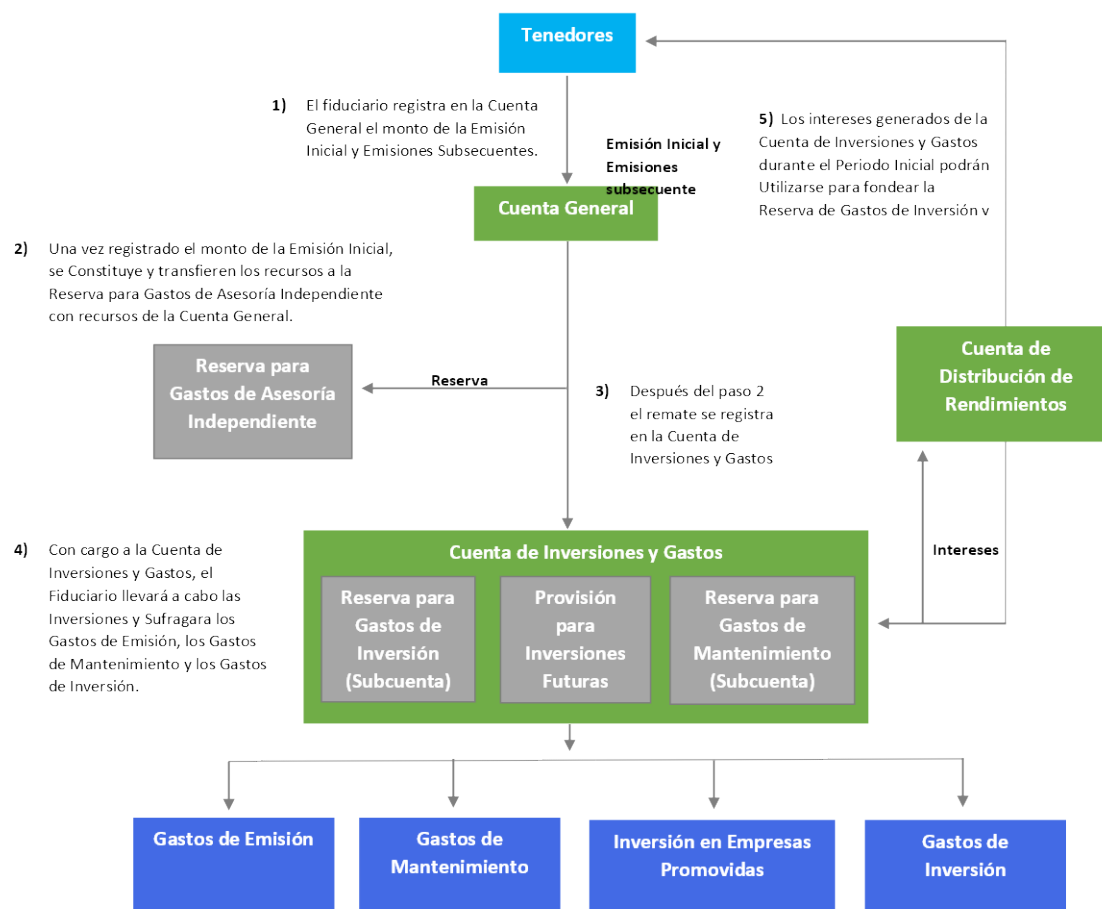 Tenedores
1) El fiduciario registra en la Cuenta
General el monto de la Emisión
Inicial y Emisiones Subsecuentes.
Emisión Inicial y
Emisiones
subsecuente
5) Los intereses generados de la
Cuenta de Inversiones y Gastos
durante el Periodo Inicial podrán
Utilizarse para fondear la
Reserva de Gastos de Inversión v
Cuenta General
2) Una vez registrado el monto de la Emisión Inicial,
se Constituye y transfieren los recursos a la
Reserva para Gastos de Asesoría Independiente
con recursos de la Cuenta General.
Reserva para
Gastos de Asesoría
Independiente
Reserva
3) Después del paso 2
el remate se registra
en la Cuenta de
Inversiones y Gastos
Cuenta de
Distribución de
Rendimientos
4) Con cargo a la Cuenta de
Inversiones y Gastos, el
Fiduciario llevará a cabo las
Inversiones y Sufragara los
Gastos de Emisión, los Gastos
de Mantenimiento y los Gastos
de Inversión.
Cuenta de Inversiones y Gastos
Reserva para
Gastos de
Inversión
(Subcuenta)
Provisión
para
Inversiones
Futuras
Reserva para
Gastos de
Mantenimiento
(Subcuenta)
Intereses
Gastos de Emisión
Gastos de
Mantenimiento
Inversión en Empresas
Promovidas
Gastos de
Inversión